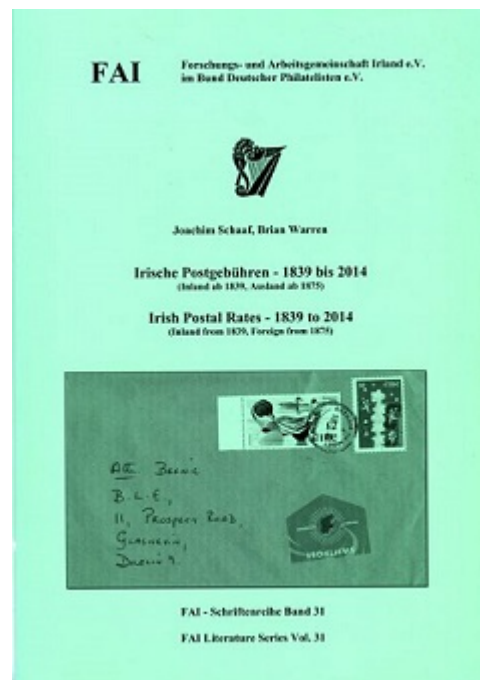 FAI
Forschungs- und Arbeitsgemeinschaft Irland e.V.
im Bund Deutscher Philatelisten e.V.
Joachim Schaaf, Brian Warren
Irische Postgebühren - 1839 bis 2014
(Inland ab 1839, Ausland ab 1875)
Irish Postal Rates - 1839 to 2014
(Inland from 1839, Foreign from 1875)
B.L.E,
11, Prospect Road,
Glasnevin,
Dublin 9.
FAI - Schriftenreihe Band 31
FAI Literature Series Vol. 31